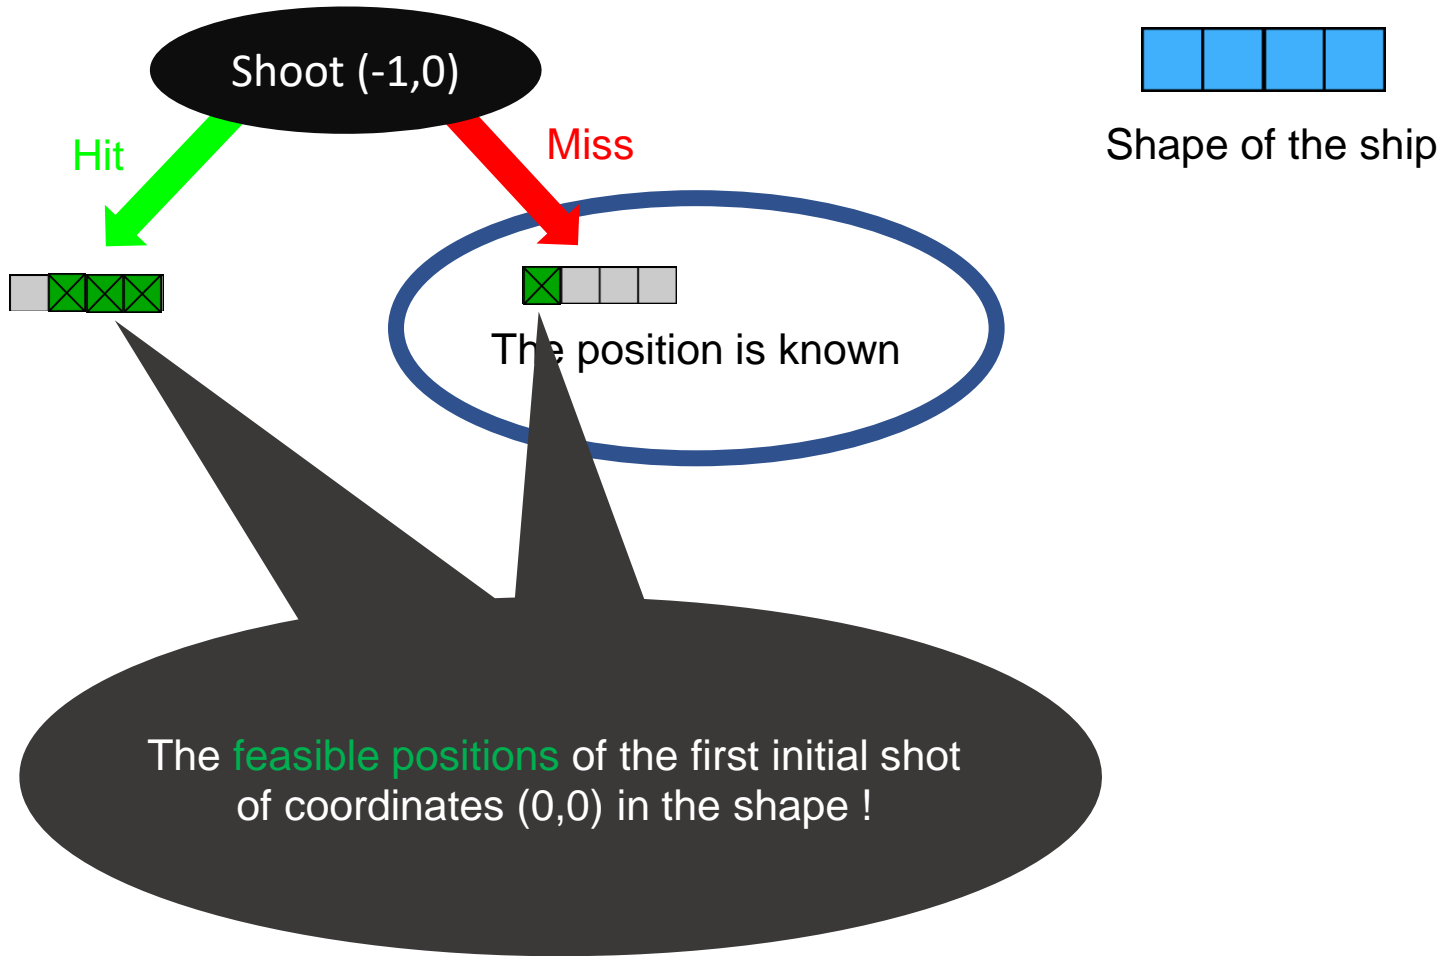 Shoot (-1,0)
Hit
Miss
Shape of the ship
The position is known
The feasible positions of the first initial shot
of coordinates (0,0) in the shape !